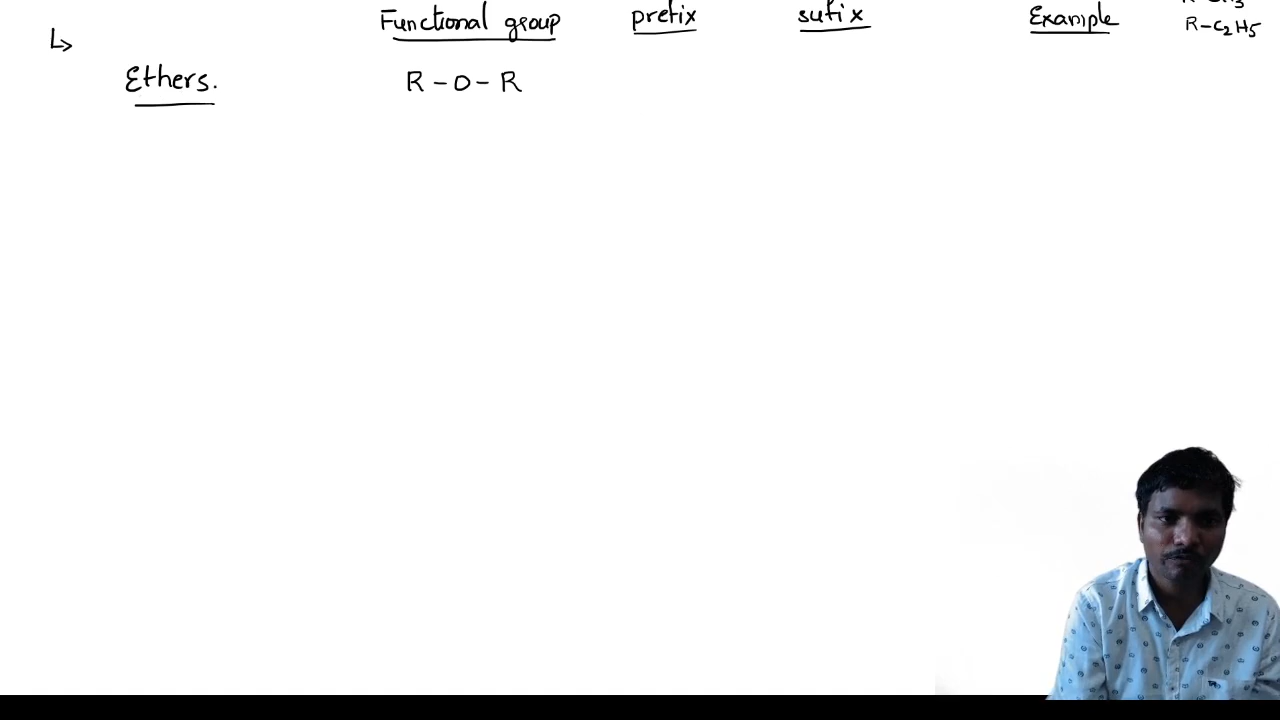 Functional group prefix sufix Example
R-C2H5
Ethers. R-O-R